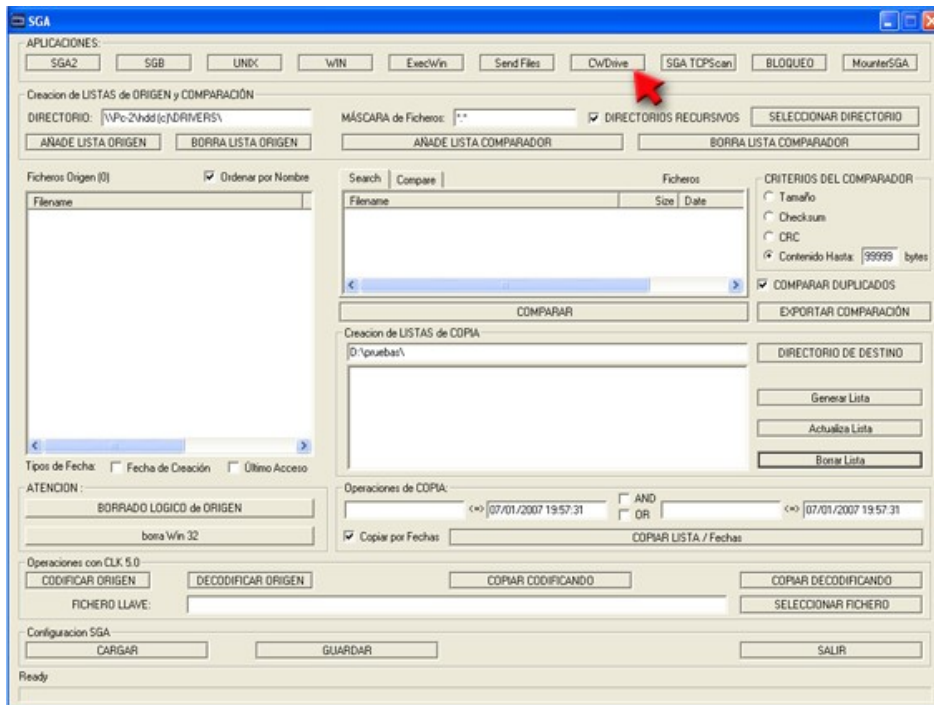 SGA
APLICACIONES:
SGA2 SGB UNIX WIN ExecWin Send Files CWDrive SGA TCPScan BLOQUEO MounterSGA
Creacion de LISTAS de ORIGEN y COMPARACIÓN
DIRECTORIO: \\Pc-2\hdd (c)\DRIVERS\ MÁSCARA de Ficheros: *.* DIRECTORIOS RECURSIVOS SELECCIONAR DIRECTORIO
AÑADE LISTA ORIGEN BORRA LISTA ORIGEN AÑADE LISTA COMPARADOR BORRA LISTA COMPARADOR
Ficheros Origen (0) Ordenar por Nombre
Filename
Search Compare Ficheros
Filename Size Date
CRITERIOS DEL COMPARADOR
Tamaño
Checksum
CRC
Contenido Hasta: 99999 bytes
COMPARAR DUPLICADOS
COMPARAR EXPORTAR COMPARACIÓN
Creacion de LISTAS de COPIA
D:\pruebas\ DIRECTORIO DE DESTINO
Generar Lista
Actualiza Lista
Borrar Lista
Tipos de Fecha: Fecha de Creación Último Acceso
ATENCION :
BORRADO LOGICO de ORIGEN
borra Win 32
Operaciones de COPIA:
<=> 07/01/2007 19:57:31 AND OR <=> 07/01/2007 19:57:31
Copiar por Fechas COPIAR LISTA / Fechas
Operaciones con CLK 5.0
CODIFICAR ORIGEN DECODIFICAR ORIGEN COPIAR CODIFICANDO COPIAR DECODIFICANDO
FICHERO LLAVE: SELECCIONAR FICHERO
Configuracion SGA
CARGAR GUARDAR SALIR
Ready